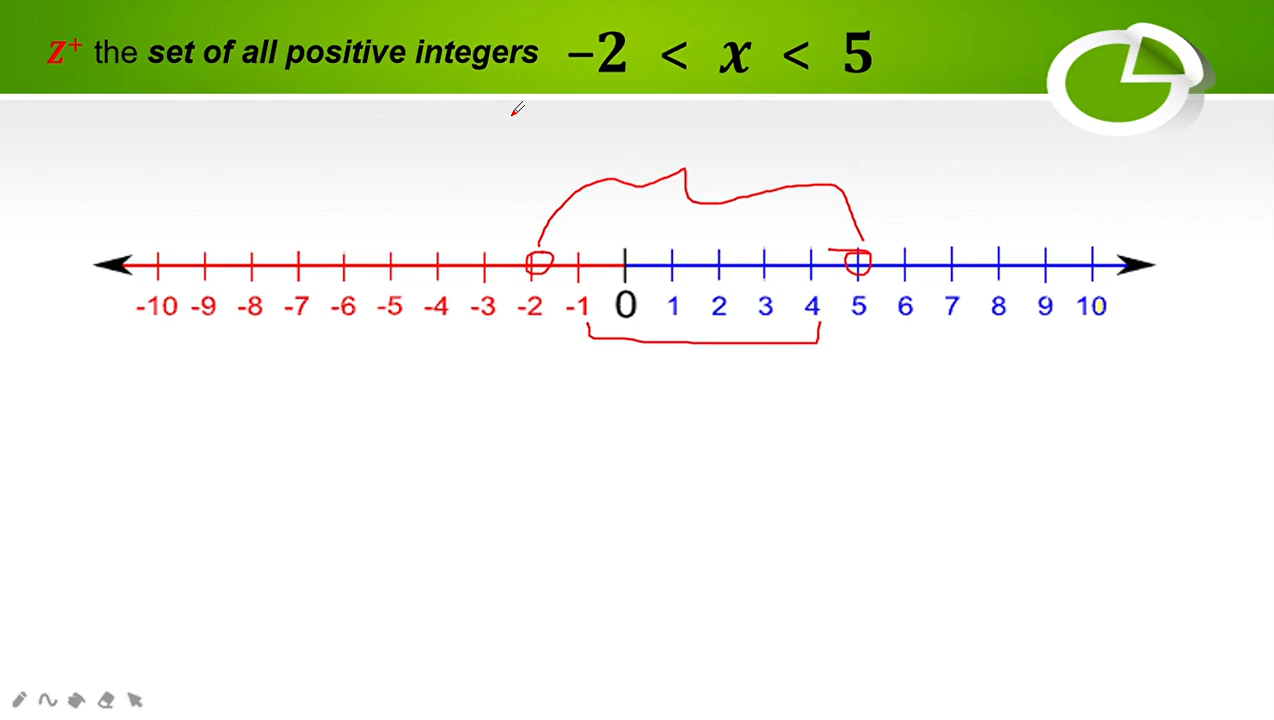 Z⁺ the set of all positive integers −2 < x < 5
-10 -9 -8 -7 -6 -5 -4 -3 -2 -1 0 1 2 3 4 5 6 7 8 9 10